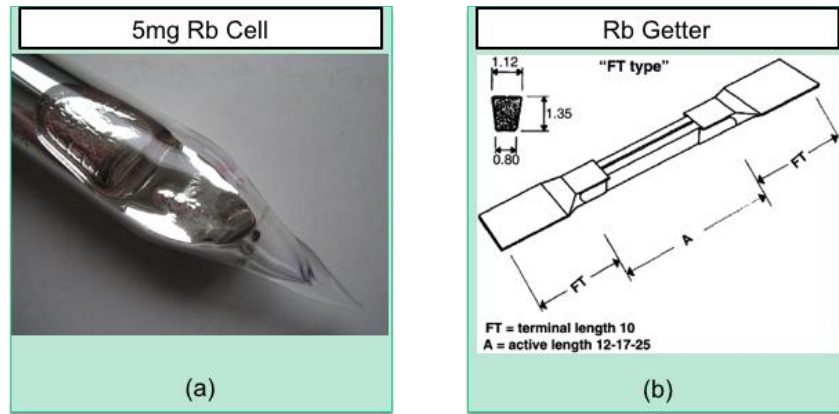 5mg Rb Cell
(a)
Rb Getter
"FT type"
1.12
1.35
0.80
FT
A
FT
FT = terminal length 10
A = active length 12-17-25
(b)